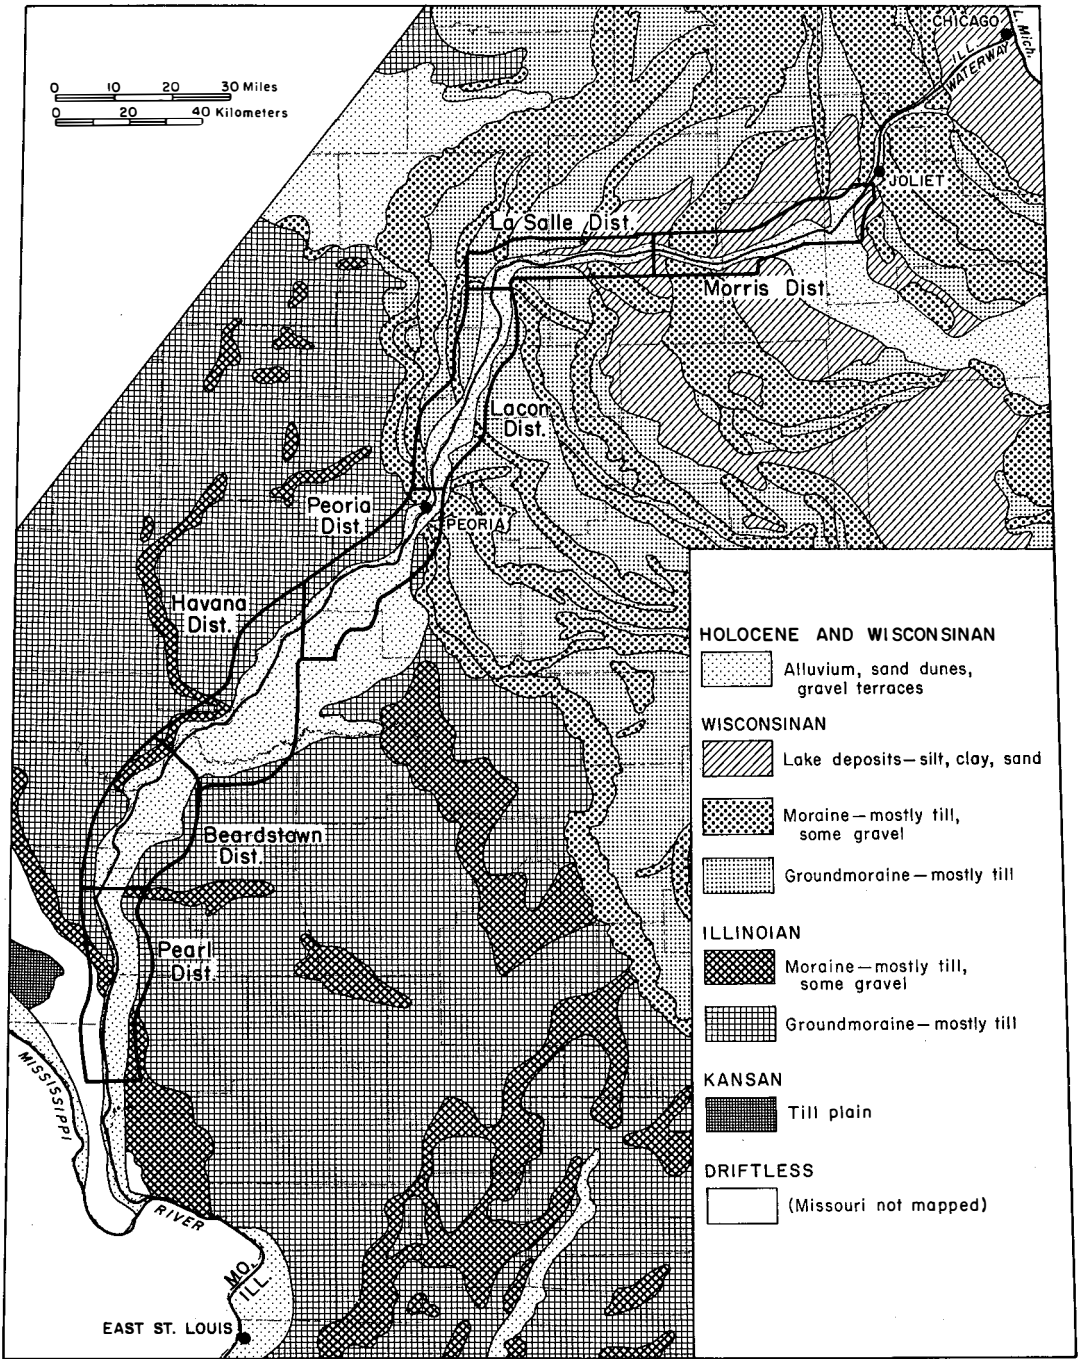 CHICAGO
L. Mich.
ILL.
WATERWAY
0 10 20 30 Miles
0 20 40 Kilometers
JOLIET
La Salle Dist.
Morris Dist.
Lacon
Dist.
Peoria
Dist.
PEORIA
Havana
Dist.
Beardstown
Dist.
Pearl
Dist.
MISSISSIPPI
RIVER
MO.
ILL.
EAST ST. LOUIS
HOLOCENE AND WISCONSINAN
Alluvium, sand dunes,
gravel terraces
WISCONSINAN
Lake deposits—silt, clay, sand
Moraine—mostly till,
some gravel
Groundmoraine—mostly till
ILLINOIAN
Moraine—mostly till,
some gravel
Groundmoraine—mostly till
KANSAN
Till plain
DRIFTLESS
(Missouri not mapped)